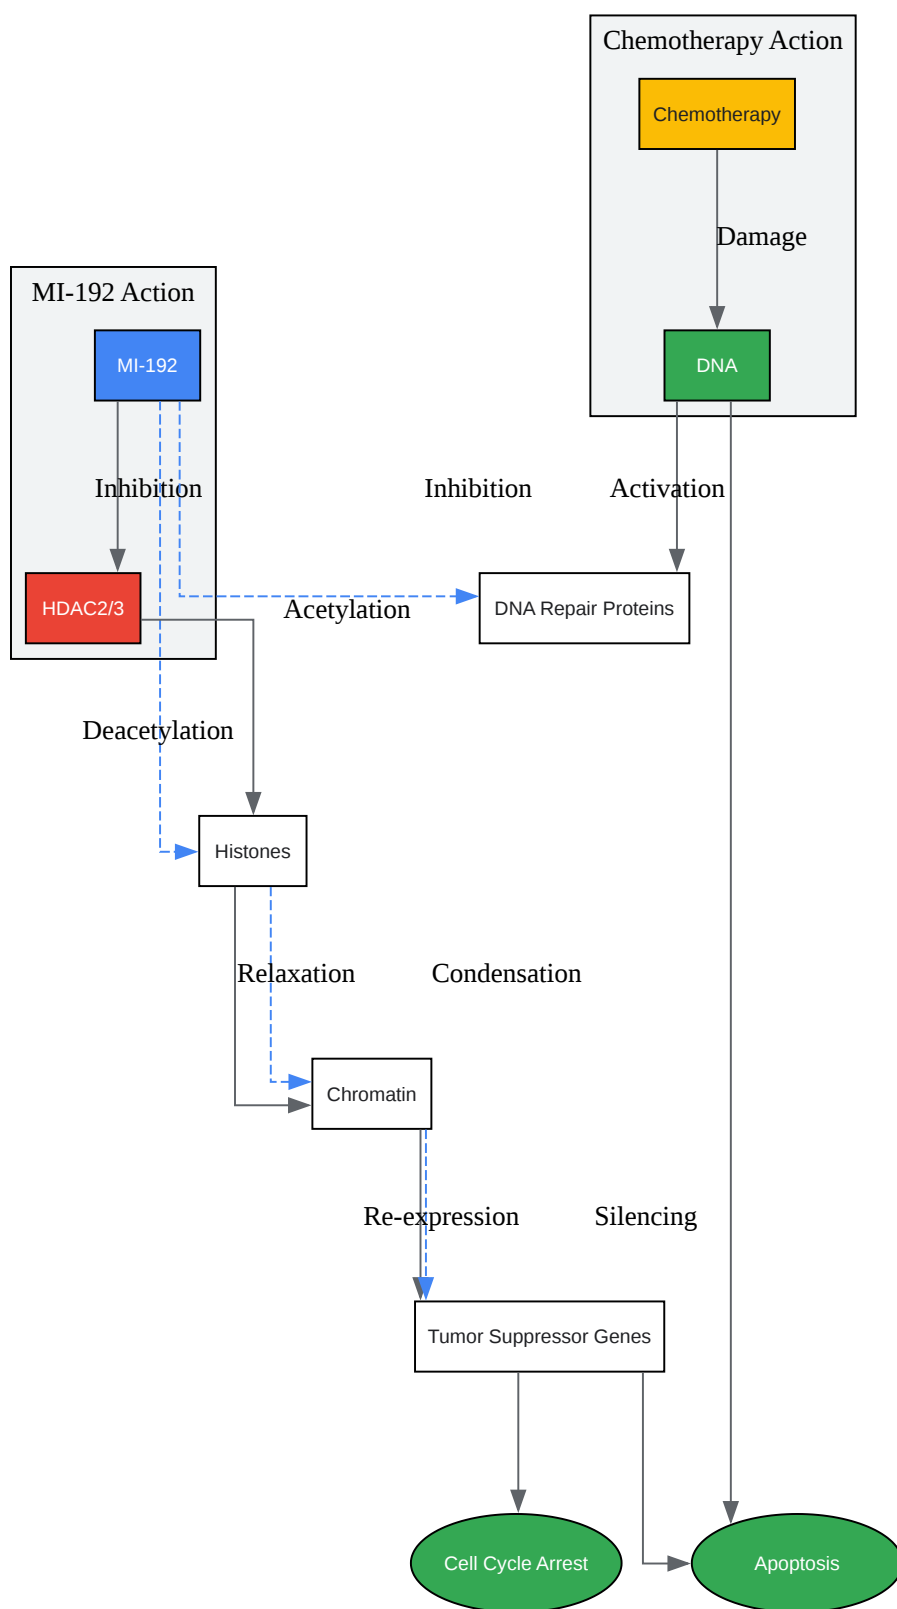 Chemotherapy Action
Chemotherapy
Damage
MI-192 Action
MI-192
DNA
Inhibition
Inhibition
Activation
HDAC2/3
Acetylation
DNA Repair Proteins
Deacetylation
Histones
Relaxation
Condensation
Chromatin
Re-expression
Silencing
Tumor Suppressor Genes
Cell Cycle Arrest
Apoptosis